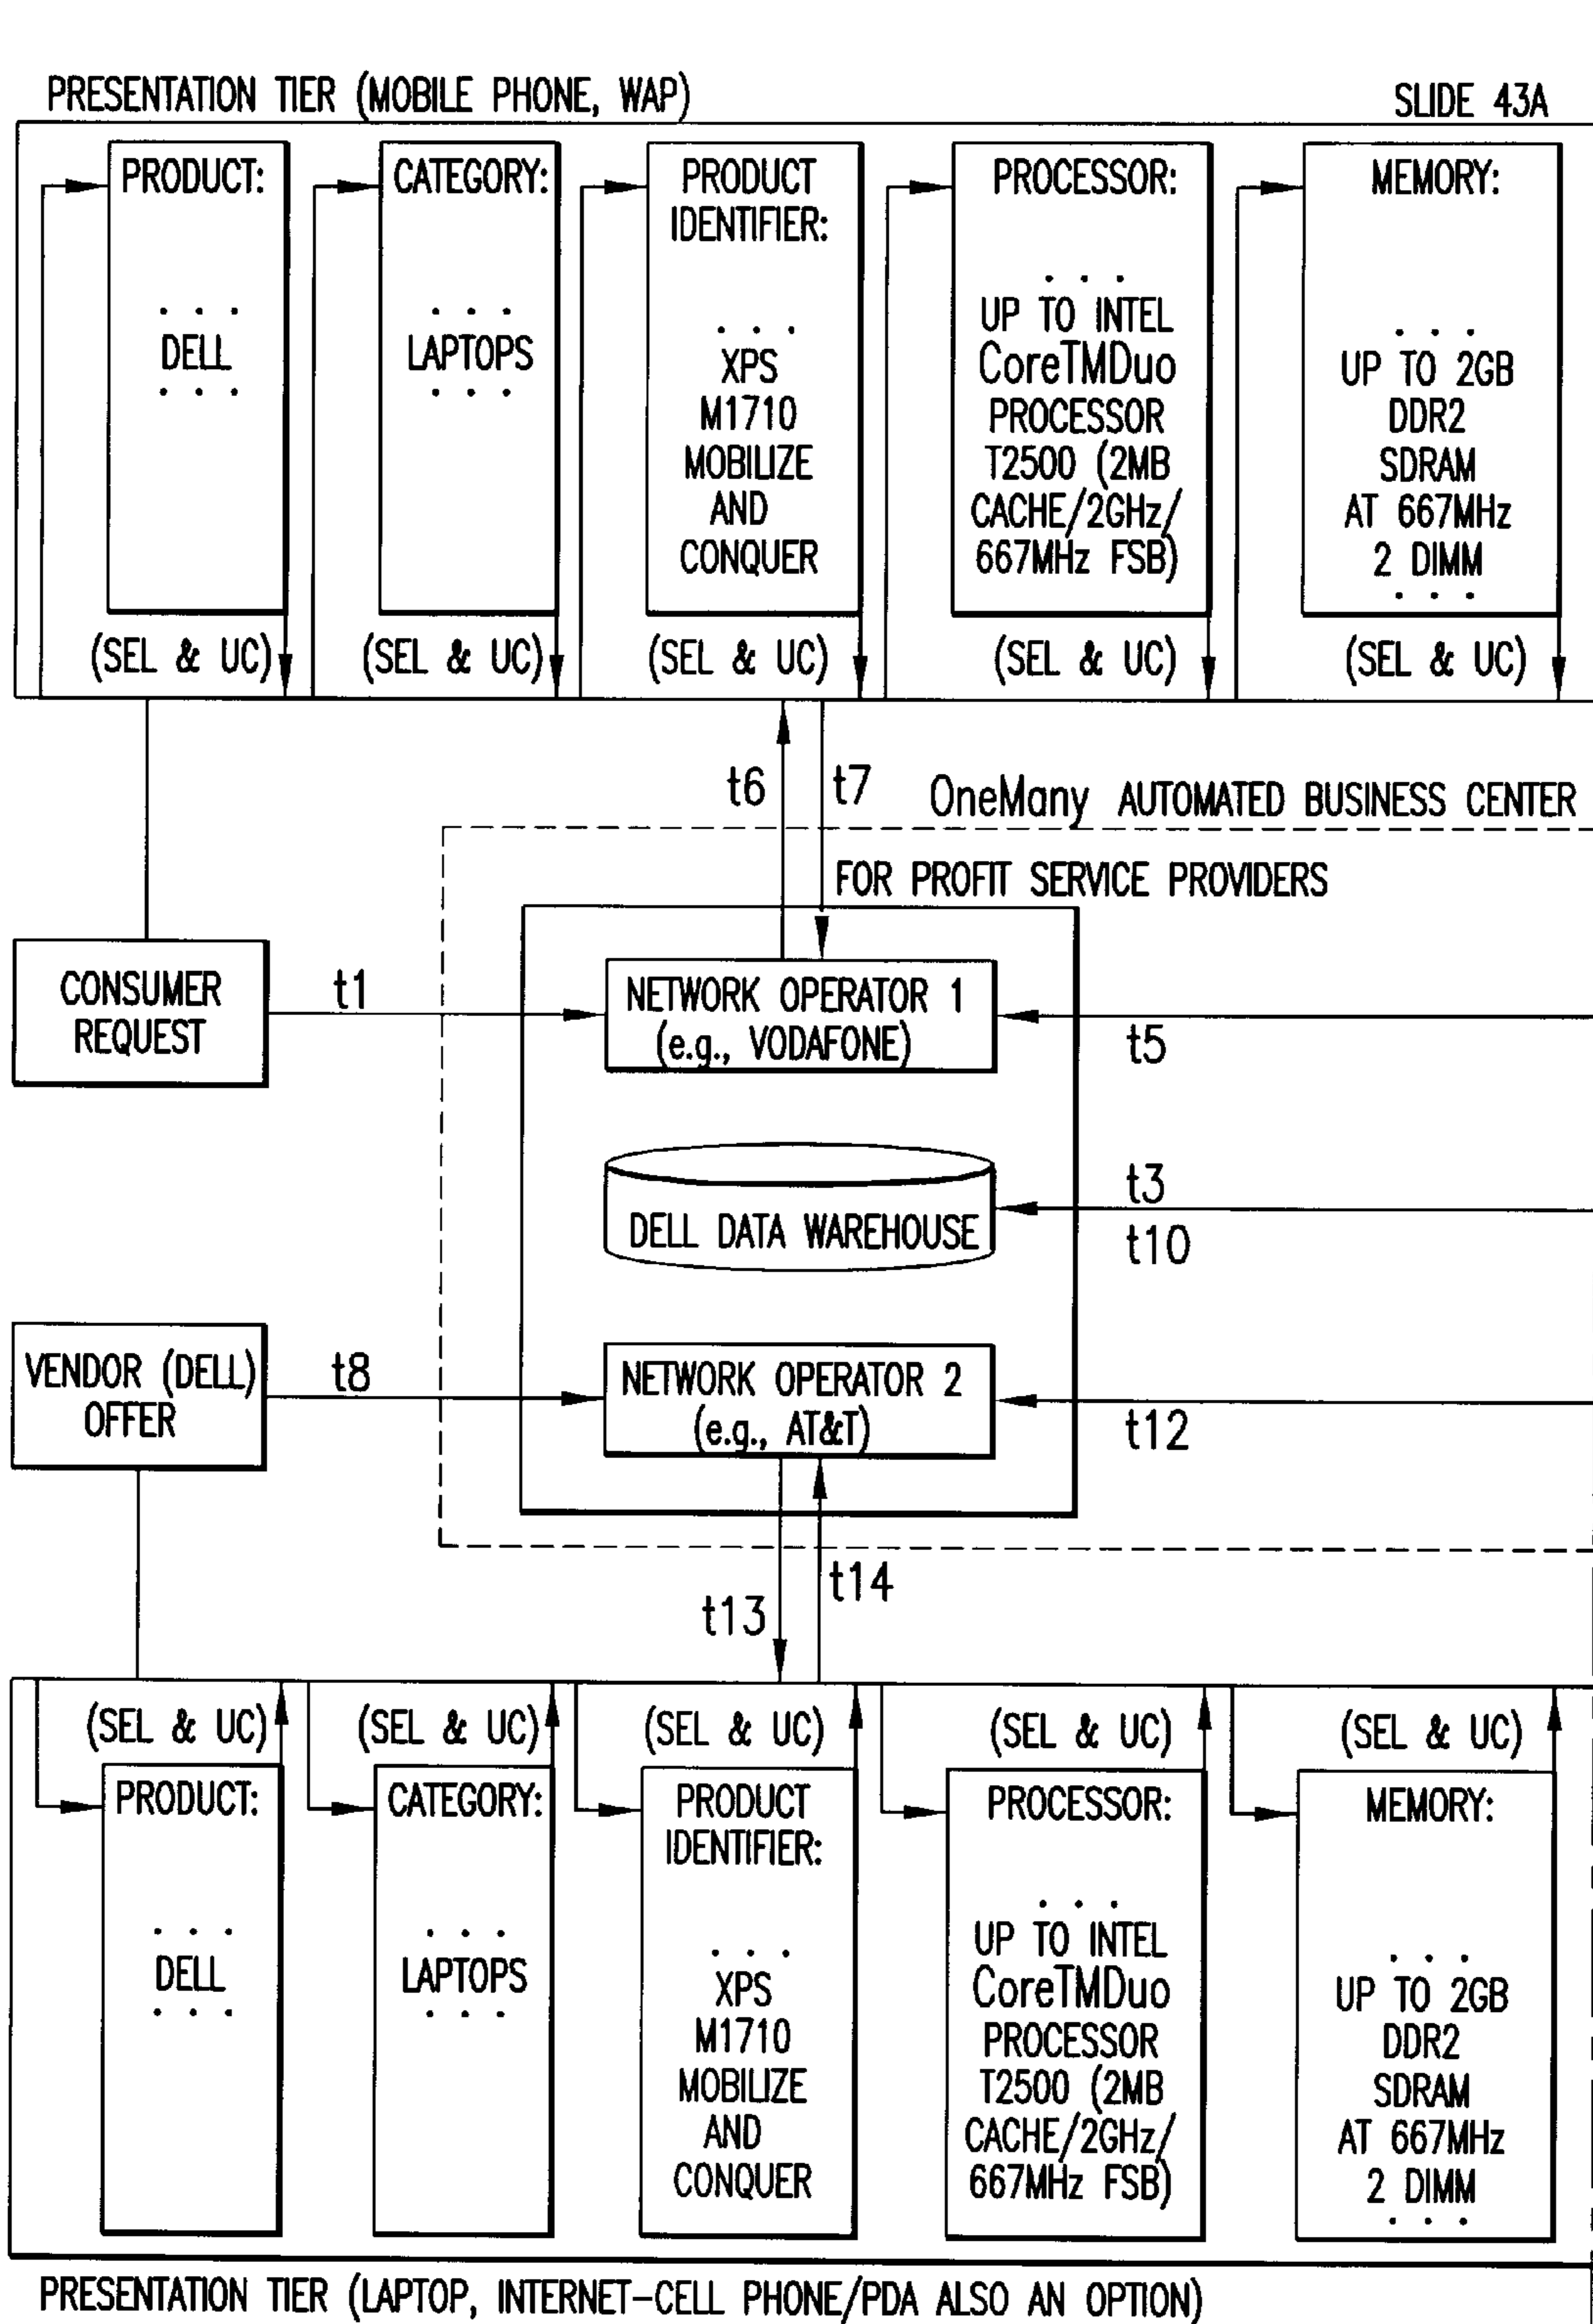 PRESENTATION TIER (MOBILE PHONE, WAP)
SLIDE 43A
PRODUCT:
. . .
DELL
. . .
(SEL & UC)
CATEGORY:
. . .
LAPTOPS
. . .
(SEL & UC)
PRODUCT
IDENTIFIER:
. . .
XPS
M1710
MOBILIZE
AND
CONQUER
(SEL & UC)
PROCESSOR:
. . .
UP TO INTEL
CoreTMDuo
PROCESSOR
T2500 (2MB
CACHE/2GHz/
667MHz FSB)
(SEL & UC)
MEMORY:
. . .
UP TO 2GB
DDR2
SDRAM
AT 667MHz
2 DIMM
. . .
(SEL & UC)
t6
t7
OneMany AUTOMATED BUSINESS CENTER
FOR PROFIT SERVICE PROVIDERS
CONSUMER
REQUEST
t1
NETWORK OPERATOR 1
(e.g., VODAFONE)
t5
DELL DATA WAREHOUSE
t3
t10
VENDOR (DELL)
OFFER
t8
NETWORK OPERATOR 2
(e.g., AT&T)
t12
t13
t14
(SEL & UC)
PRODUCT:
. . .
DELL
. . .
(SEL & UC)
CATEGORY:
. . .
LAPTOPS
. . .
(SEL & UC)
PRODUCT
IDENTIFIER:
. . .
XPS
M1710
MOBILIZE
AND
CONQUER
(SEL & UC)
PROCESSOR:
. . .
UP TO INTEL
CoreTMDuo
PROCESSOR
T2500 (2MB
CACHE/2GHz/
667MHz FSB)
(SEL & UC)
MEMORY:
. . .
UP TO 2GB
DDR2
SDRAM
AT 667MHz
2 DIMM
. . .
PRESENTATION TIER (LAPTOP, INTERNET-CELL PHONE/PDA ALSO AN OPTION)